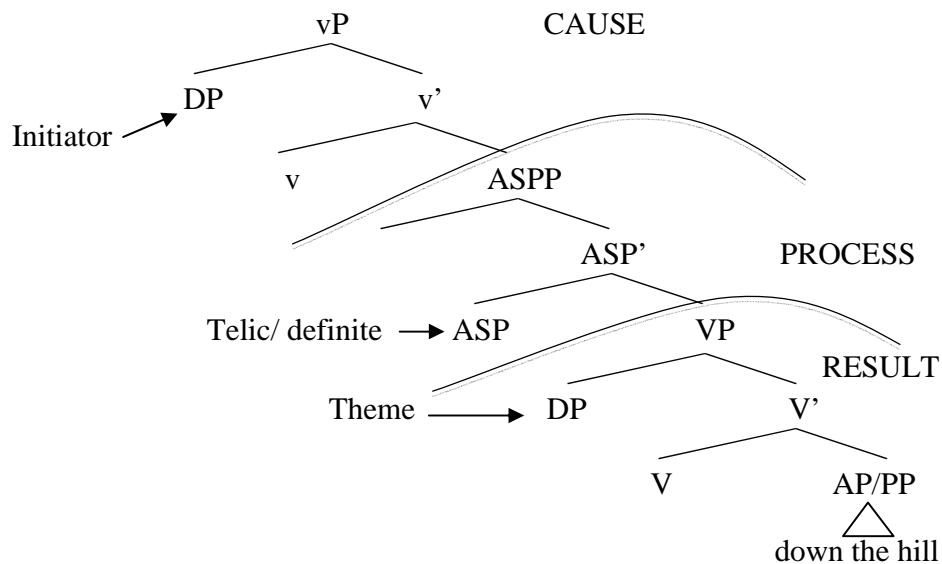 vP CAUSE
DP v’
Initiator
v ASPP
ASP’ PROCESS
Telic/ definite ASP VP
RESULT
Theme DP V’
V AP/PP
down the hill